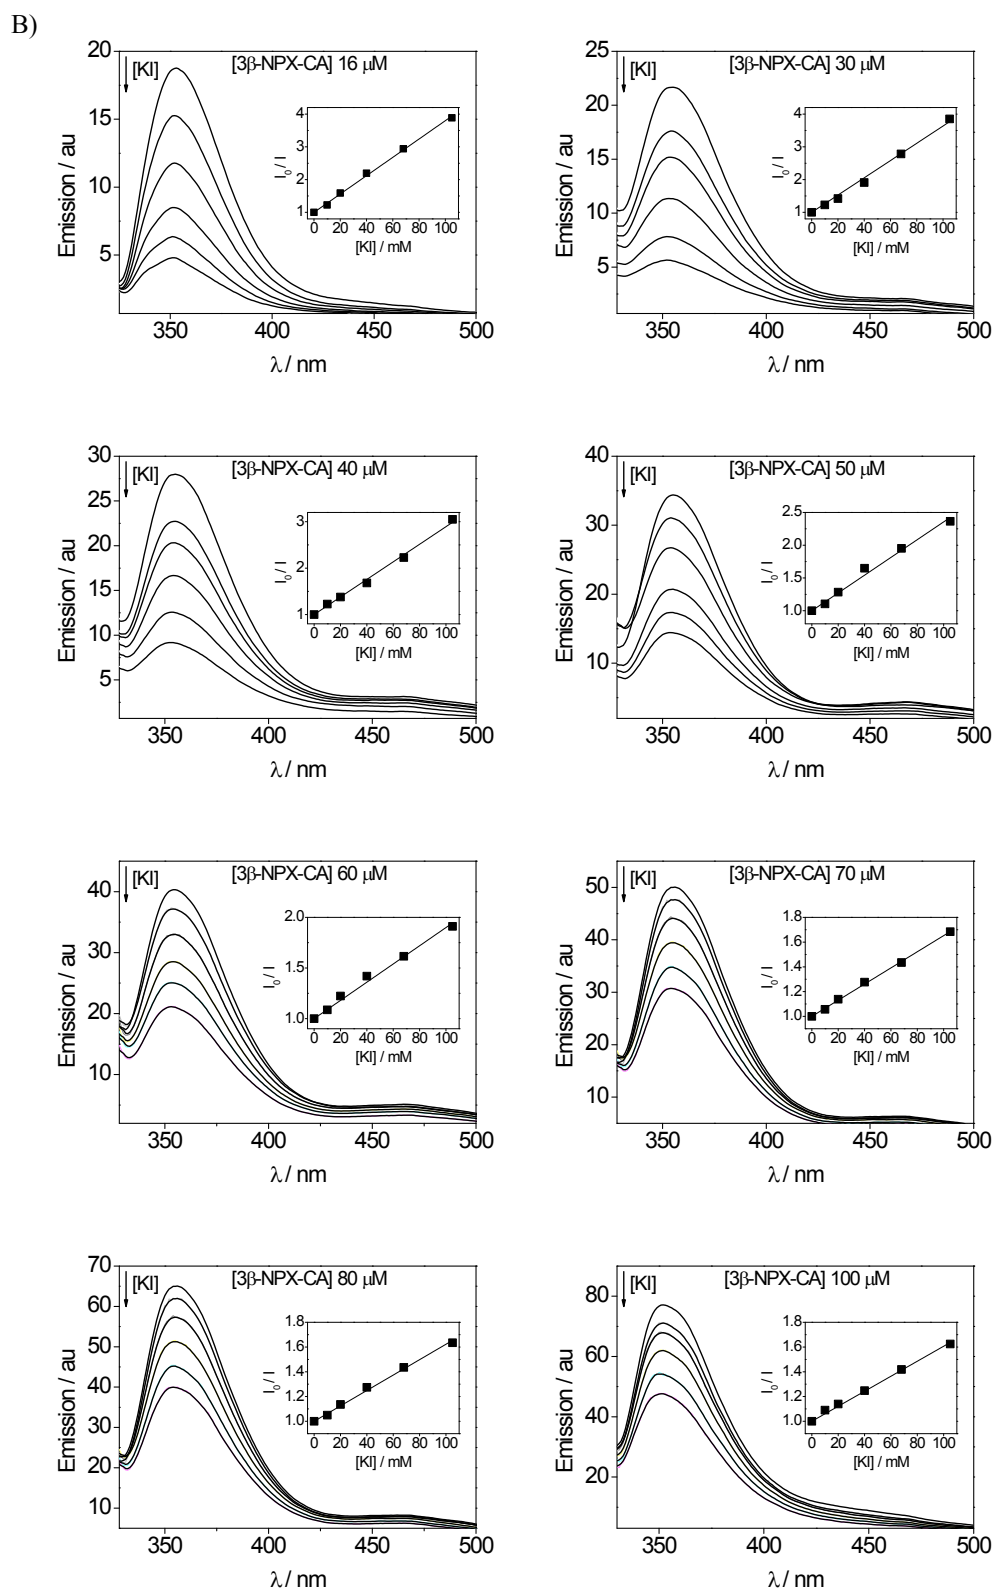 B)
[KI]
[3β-NPX-CA] 16 μM
20
15
10
5
Emission / au
350 400 450 500
λ / nm
4
3
2
1
I0 / I
0 20 40 60 80 100
[KI] / mM
[KI]
[3β-NPX-CA] 30 μM
25
20
15
10
5
Emission / au
350 400 450 500
λ / nm
4
3
2
1
I0 / I
0 20 40 60 80 100
[KI] / mM
[KI]
[3β-NPX-CA] 40 μM
30
25
20
15
10
5
Emission / au
350 400 450 500
λ / nm
3
2
1
I0 / I
0 20 40 60 80 100
[KI] / mM
[KI]
[3β-NPX-CA] 50 μM
40
30
20
10
Emission / au
350 400 450 500
λ / nm
2.5
2.0
1.5
1.0
I0 / I
0 20 40 60 80 100
[KI] / mM
[KI]
[3β-NPX-CA] 60 μM
40
30
20
10
Emission / au
350 400 450 500
λ / nm
2.0
1.5
1.0
I0 / I
0 20 40 60 80 100
[KI] / mM
[KI]
[3β-NPX-CA] 70 μM
50
40
30
20
10
Emission / au
350 400 450 500
λ / nm
1.8
1.6
1.4
1.2
1.0
I0 / I
0 20 40 60 80 100
[KI] / mM
[KI]
[3β-NPX-CA] 80 μM
70
60
50
40
30
20
10
Emission / au
350 400 450 500
λ / nm
1.8
1.6
1.4
1.2
1.0
I0 / I
0 20 40 60 80 100
[KI] / mM
[KI]
[3β-NPX-CA] 100 μM
80
60
40
20
Emission / au
350 400 450 500
λ / nm
1.8
1.6
1.4
1.2
1.0
I0 / I
0 20 40 60 80 100
[KI] / mM